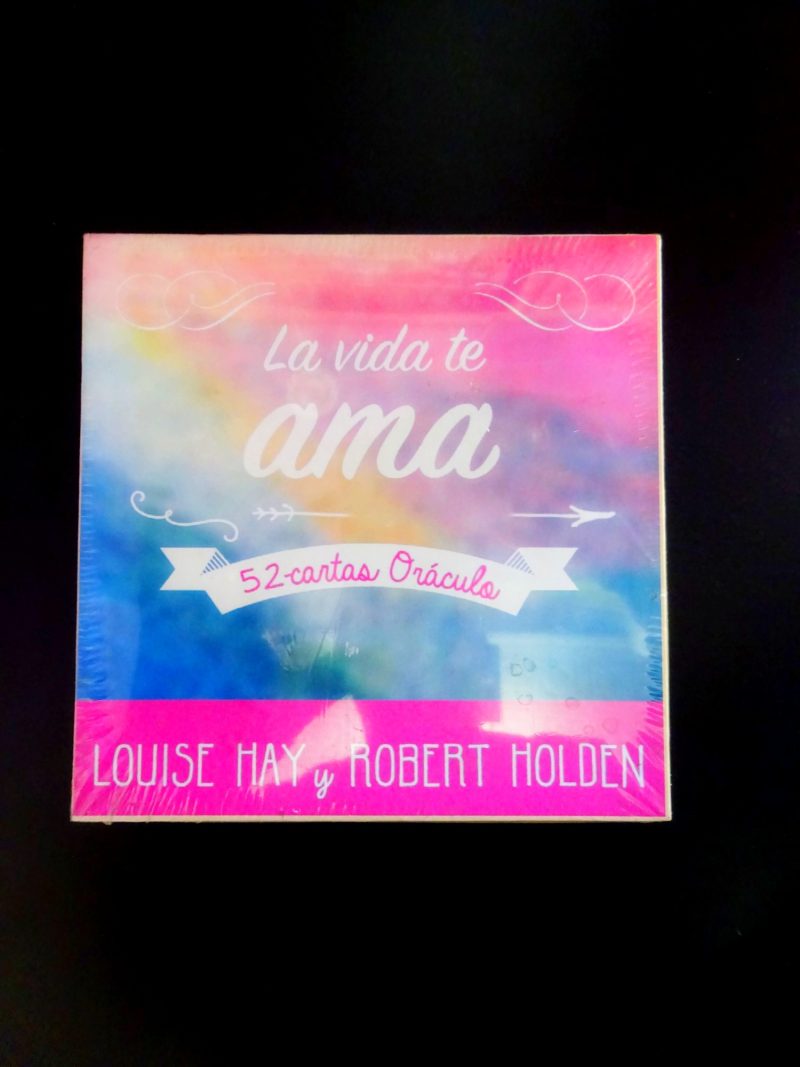 La vida te
ama
52-cartas Oráculo
LOUISE HAY y ROBERT HOLDEN